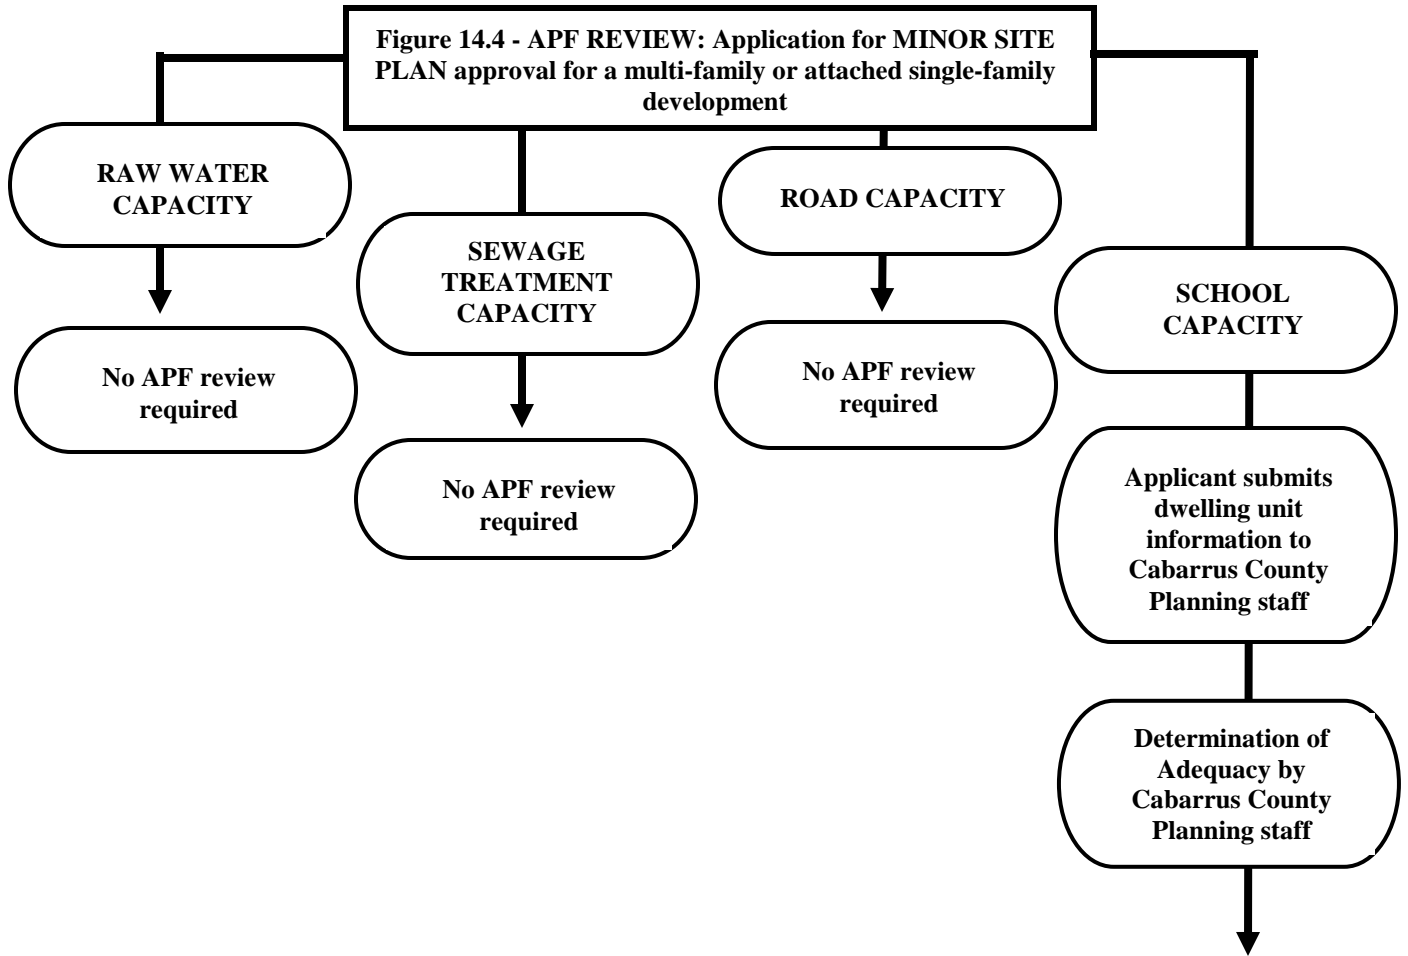 Figure 14.4 - APF REVIEW: Application for MINOR SITE
PLAN approval for a multi-family or attached single-family
development
RAW WATER
CAPACITY
No APF review
required
SEWAGE
TREATMENT
CAPACITY
No APF review
required
ROAD CAPACITY
No APF review
required
SCHOOL
CAPACITY
Applicant submits
dwelling unit
information to
Cabarrus County
Planning staff
Determination of
Adequacy by
Cabarrus County
Planning staff